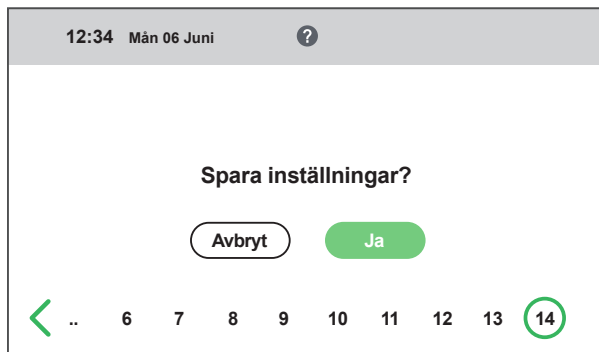 12:34 Mån 06 Juni ?
Spara inställningar?
Avbryt Ja
.. 6 7 8 9 10 11 12 13 14